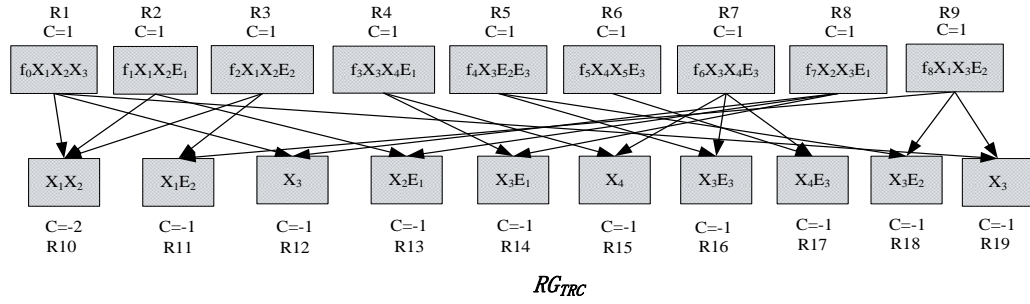 R1 R2 R3 R4 R5 R6 R7 R8 R9
C=1 C=1 C=1 C=1 C=1 C=1 C=1 C=1 C=1
f₀X₁X₂X₃ f₁X₁X₂E₁ f₂X₁X₂E₂ f₃X₃X₄E₁ f₄X₃E₂E₃ f₅X₄X₅E₃ f₆X₃X₄E₃ f₇X₂X₃E₁ f₈X₁X₃E₂
X₁X₂ X₁E₂ X₃ X₂E₁ X₃E₁ X₄ X₃E₃ X₄E₃ X₃E₂ X₃
C=-2 C=-1 C=-1 C=-1 C=-1 C=-1 C=-1 C=-1 C=-1 C=-1
R10 R11 R12 R13 R14 R15 R16 R17 R18 R19
RG_TRC